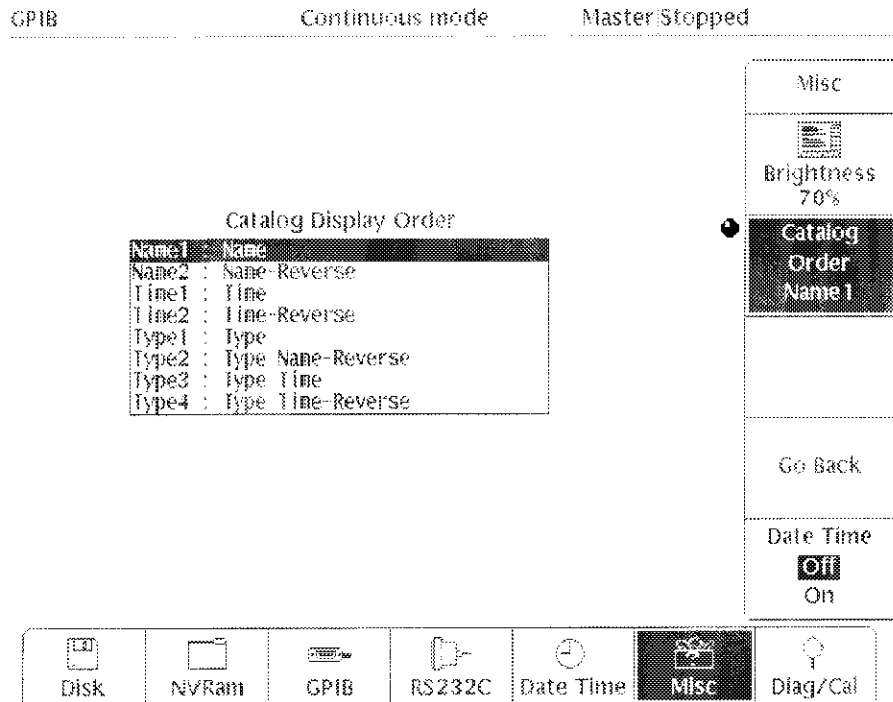 GPIB Continuous mode Master Stopped
Misc
Brightness
70%
Catalog
Order
Name1
Catalog Display Order
Name1 : Name
Name2 : Name-Reverse
Time1 : Time
Time2 : Time-Reverse
Type1 : Type
Type2 : Type Name-Reverse
Type3 : Type Time
Type4 : Type Time-Reverse
Go Back
Date Time
Off
On
Disk NVRam GPIB RS232C Date Time Misc Diag/Cal